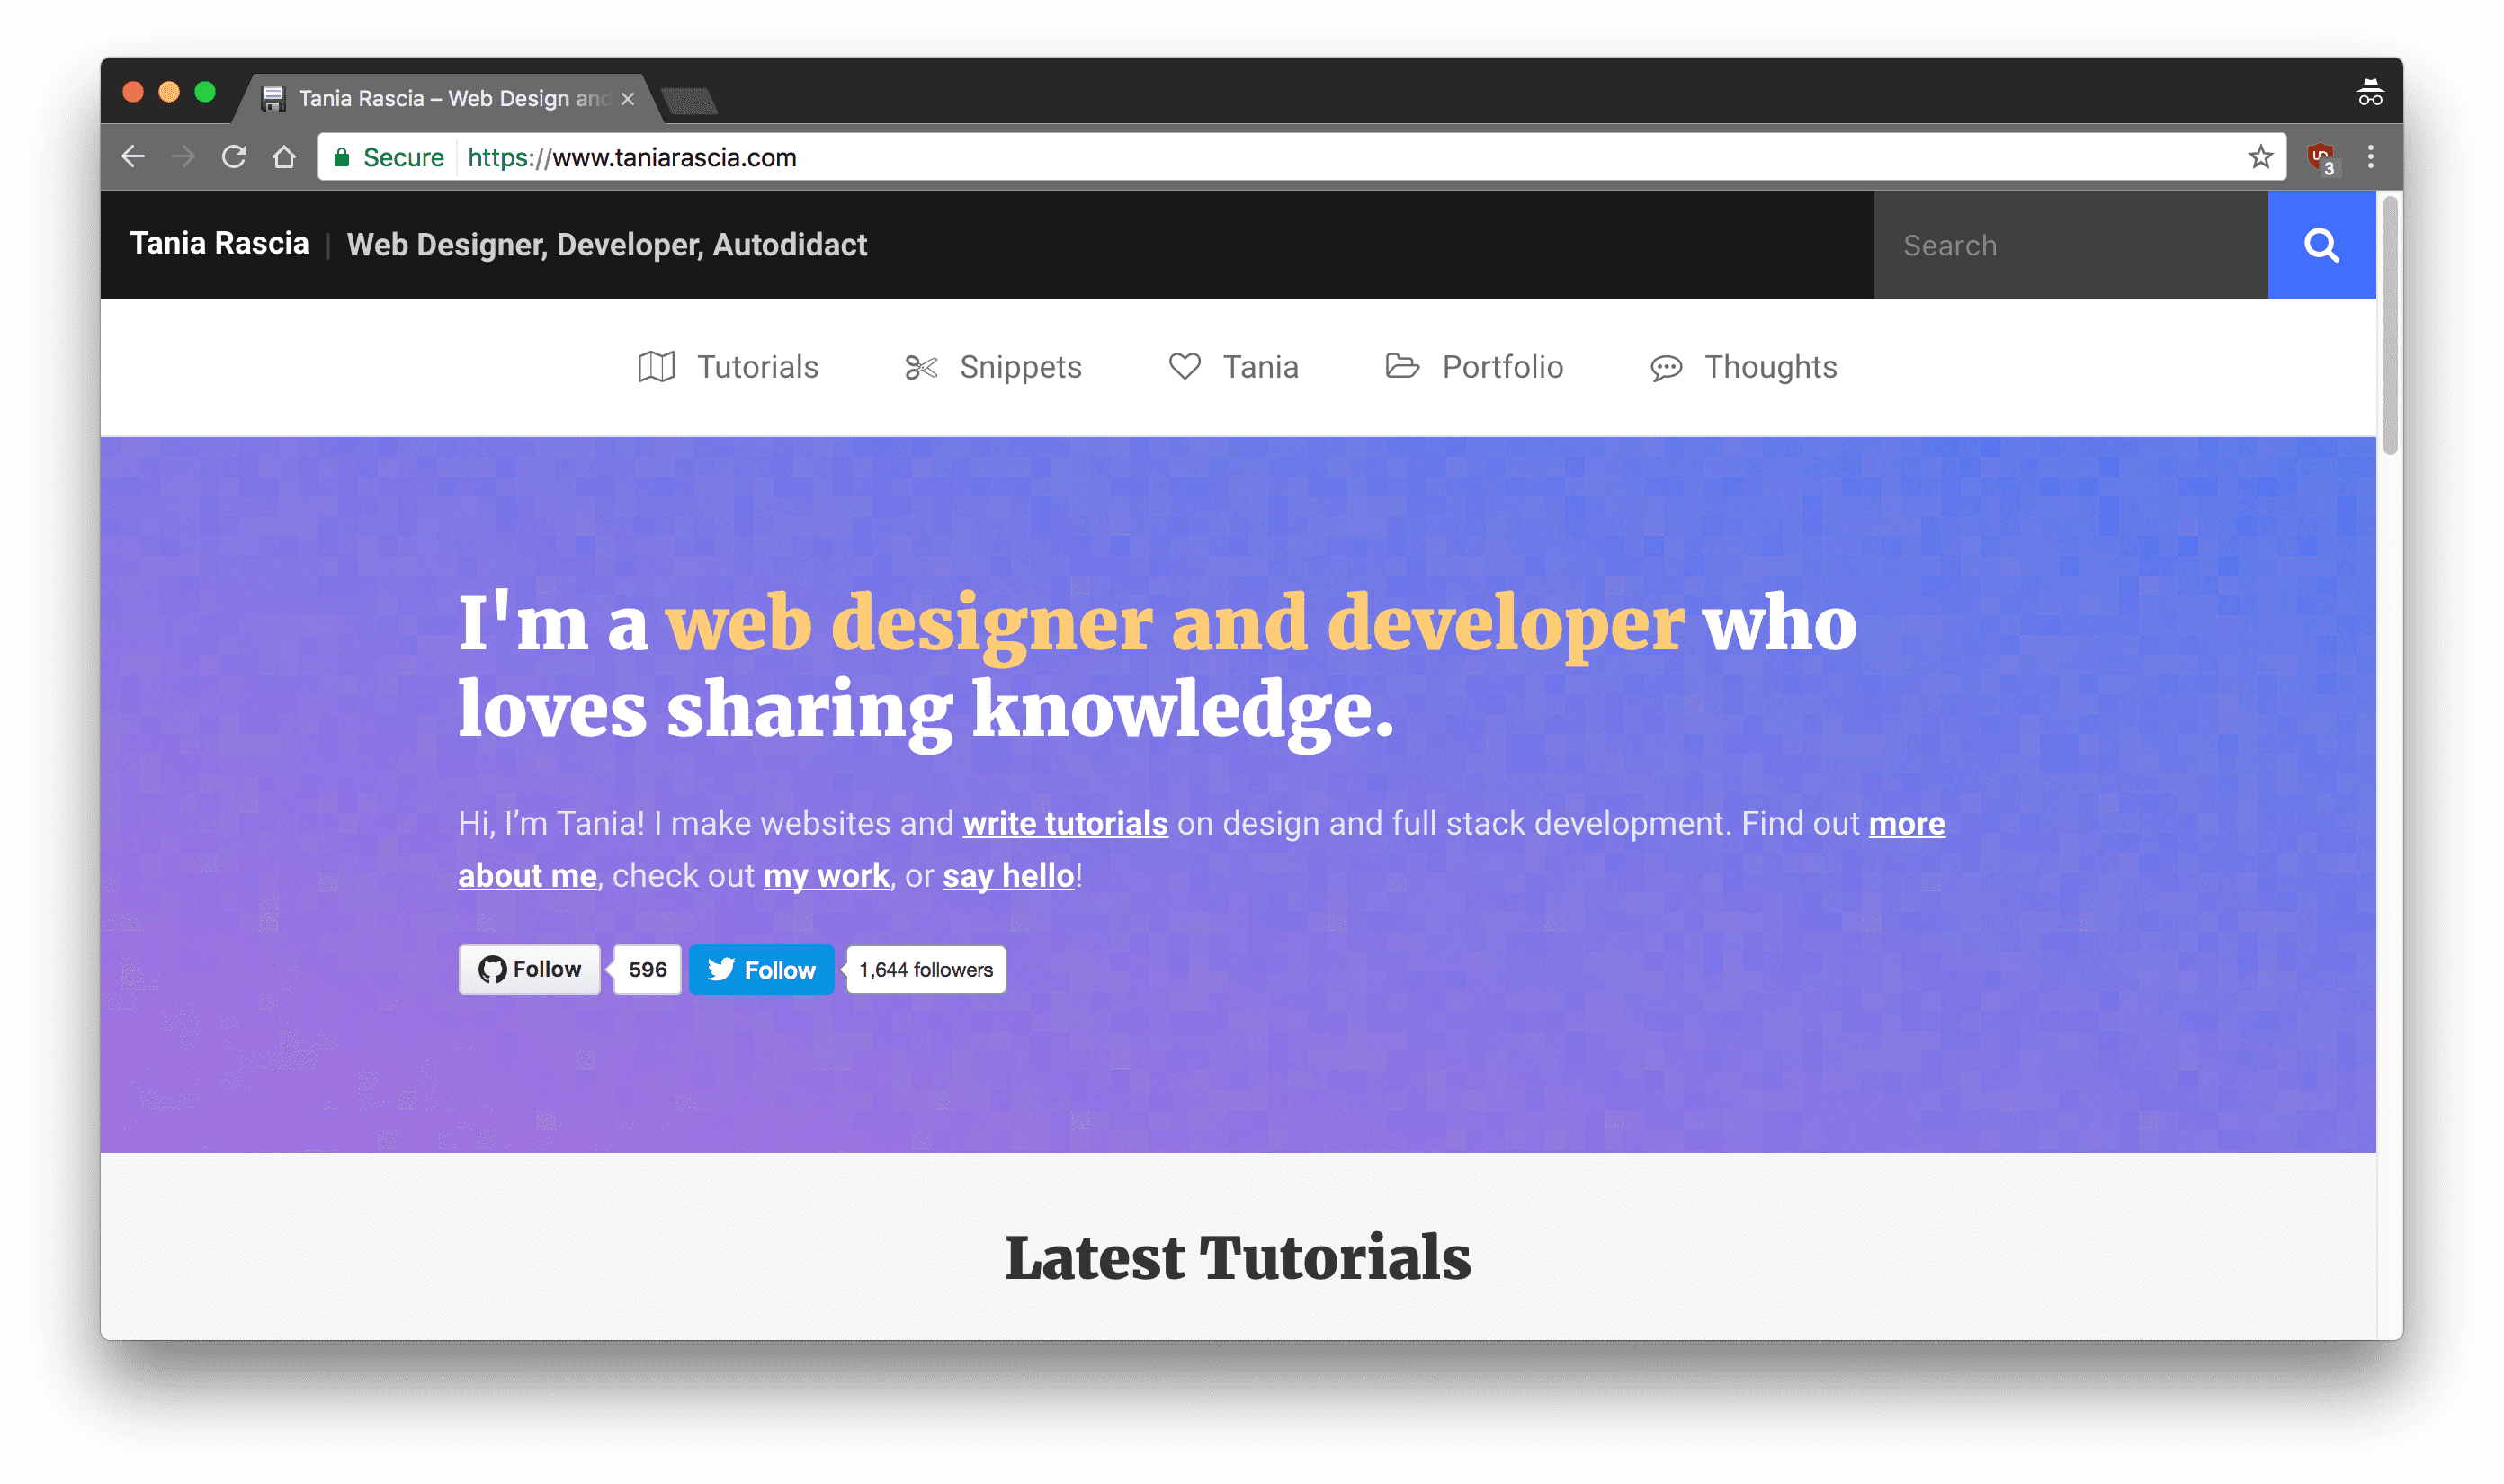 Tania Rascia – Web Design and
Secure https://www.taniarascia.com
3
Tania Rascia | Web Designer, Developer, Autodidact
Search
Tutorials Snippets Tania Portfolio Thoughts
I'm a web designer and developer who
loves sharing knowledge.
Hi, I’m Tania! I make websites and write tutorials on design and full stack development. Find out more
about me, check out my work, or say hello!
Follow 596 Follow 1,644 followers
Latest Tutorials